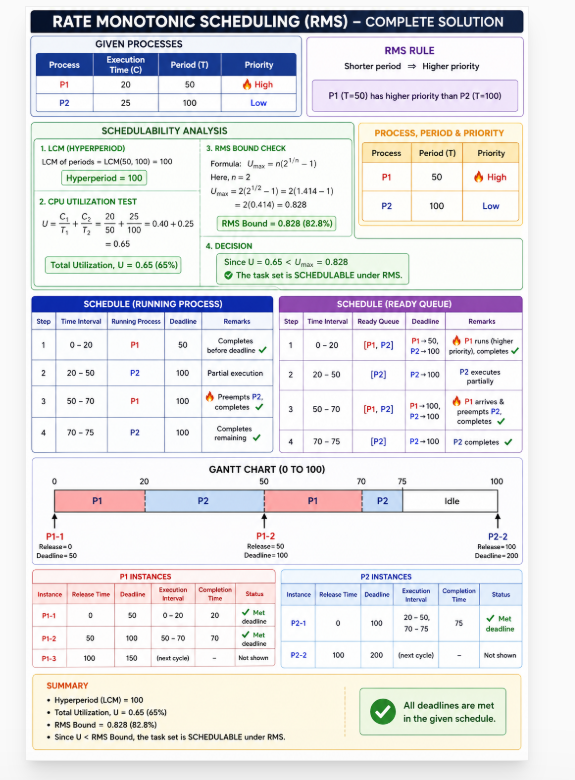 RATE MONOTONIC SCHEDULING (RMS) – COMPLETE SOLUTION
GIVEN PROCESSES
Process Execution Time (C) Period (T) Priority
P1 20 50 🔥 High
P2 25 100 Low
RMS RULE
Shorter period ⇒ Higher priority
P1 (T=50) has higher priority than P2 (T=100)
SCHEDULABILITY ANALYSIS
1. LCM (HYPERPERIOD)
LCM of periods = LCM(50, 100) = 100
Hyperperiod = 100
2. CPU UTILIZATION TEST
U = C₁/T₁ + C₂/T₂ = 20/50 + 25/100 = 0.40 + 0.25
= 0.65
Total Utilization, U = 0.65 (65%)
3. RMS BOUND CHECK
Formula: Umax = n(2^1/n − 1)
Here, n = 2
Umax = 2(2^1/2 − 1) = 2(1.414 − 1)
= 2(0.414) = 0.828
RMS Bound = 0.828 (82.8%)
4. DECISION
Since U = 0.65 < Umax = 0.828
✔ The task set is SCHEDULABLE under RMS.
PROCESS, PERIOD & PRIORITY
Process Period (T) Priority
P1 50 🔥 High
P2 100 Low
SCHEDULE (RUNNING PROCESS)
Step Time Interval Running Process Deadline Remarks
1 0 – 20 P1 50 Completes before deadline ✔
2 20 – 50 P2 100 Partial execution
3 50 – 70 P1 100 🔥 Preempts P2, completes ✔
4 70 – 75 P2 100 Completes remaining ✔
SCHEDULE (READY QUEUE)
Step Time Interval Ready Queue Deadline Remarks
1 0 – 20 [P1, P2] P1→50, P2→100 🔥 P1 runs (higher priority), completes ✔
2 20 – 50 [P2] P2→100 P2 executes partially
3 50 – 70 [P1, P2] P1→100, P2→100 🔥 P1 arrives & preempts P2, completes ✔
4 70 – 75 [P2] P2→100 P2 completes ✔
GANTT CHART (0 TO 100)
0 20 50 70 75 100
P1 P2 P1 P2 Idle
P1-1 P1-2 P2-2
Release=0 Release=50 Release=100
Deadline=50 Deadline=100 Deadline=200
P1 INSTANCES
Instance Release Time Deadline Execution Interval Completion Time Status
P1-1 0 50 0 – 20 20 ✔ Met deadline
P1-2 50 100 50 – 70 70 ✔ Met deadline
P1-3 100 150 (next cycle) – Not shown
P2 INSTANCES
Instance Release Time Deadline Execution Interval Completion Time Status
P2-1 0 100 20 – 50, 70 – 75 75 ✔ Met deadline
P2-2 100 200 (next cycle) – Not shown
SUMMARY
• Hyperperiod (LCM) = 100
• Total Utilization, U = 0.65 (65%)
• RMS Bound = 0.828 (82.8%)
• Since U < RMS Bound, the task set is SCHEDULABLE under RMS.
All deadlines are met
in the given schedule.